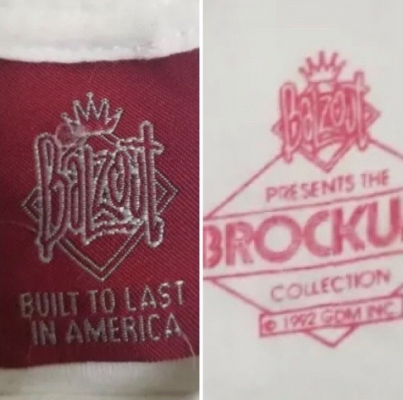 Balzout
BUILT TO LAST
IN AMERICA
Balzout
PRESENTS THE
BROCKU
COLLECTION
© 1992 GDM INC